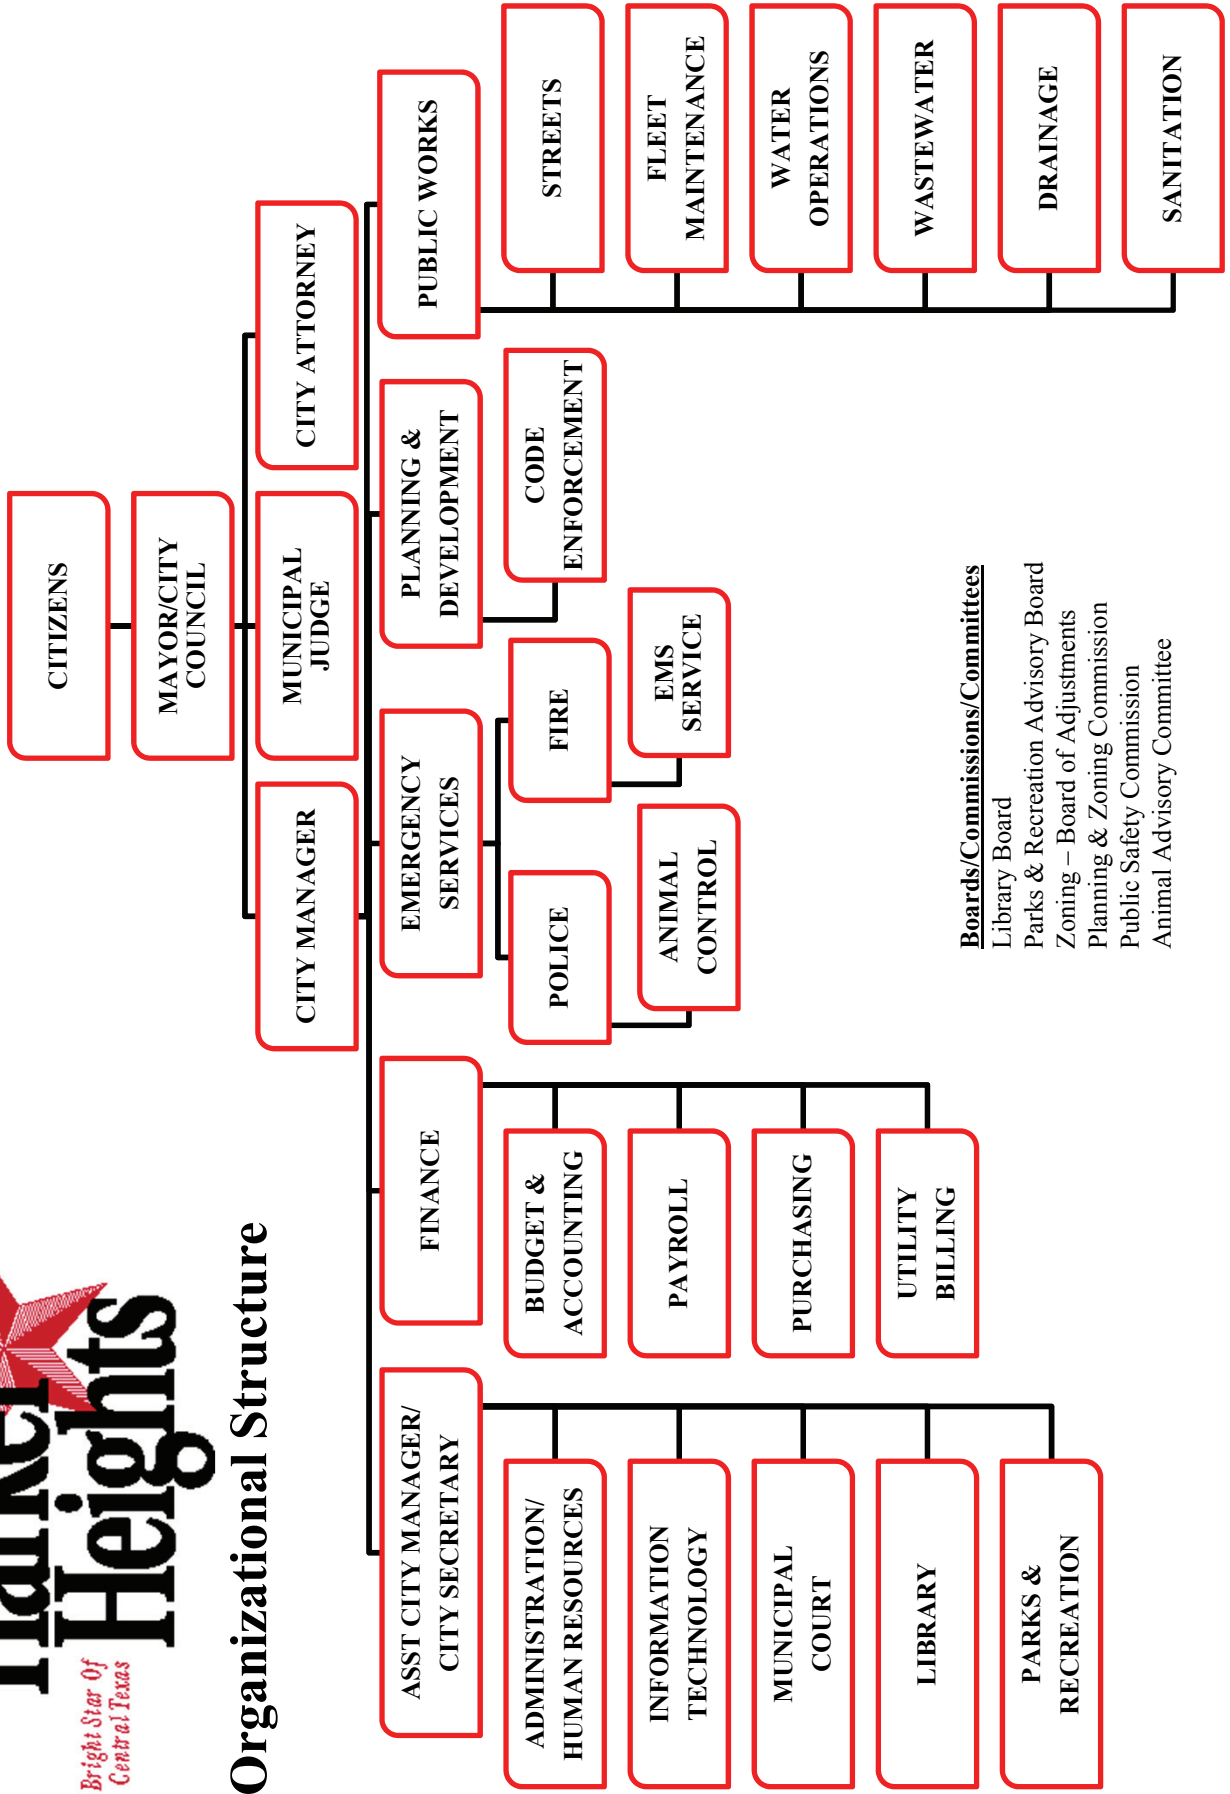 Heights
Bright Star Of
Central Texas
Organizational Structure
CITIZENS
MAYOR/CITY
COUNCIL
CITY MANAGER
MUNICIPAL
JUDGE
CITY ATTORNEY
ASST CITY MANAGER/
CITY SECRETARY
FINANCE
EMERGENCY
SERVICES
PLANNING &
DEVELOPMENT
PUBLIC WORKS
ADMINISTRATION/
HUMAN RESOURCES
INFORMATION
TECHNOLOGY
MUNICIPAL
COURT
LIBRARY
PARKS &
RECREATION
BUDGET &
ACCOUNTING
PAYROLL
PURCHASING
UTILITY
BILLING
POLICE
ANIMAL
CONTROL
FIRE
EMS
SERVICE
CODE
ENFORCEMENT
STREETS
FLEET
MAINTENANCE
WATER
OPERATIONS
WASTEWATER
DRAINAGE
SANITATION
Boards/Commissions/Committees
Library Board
Parks & Recreation Advisory Board
Zoning – Board of Adjustments
Planning & Zoning Commission
Public Safety Commission
Animal Advisory Committee